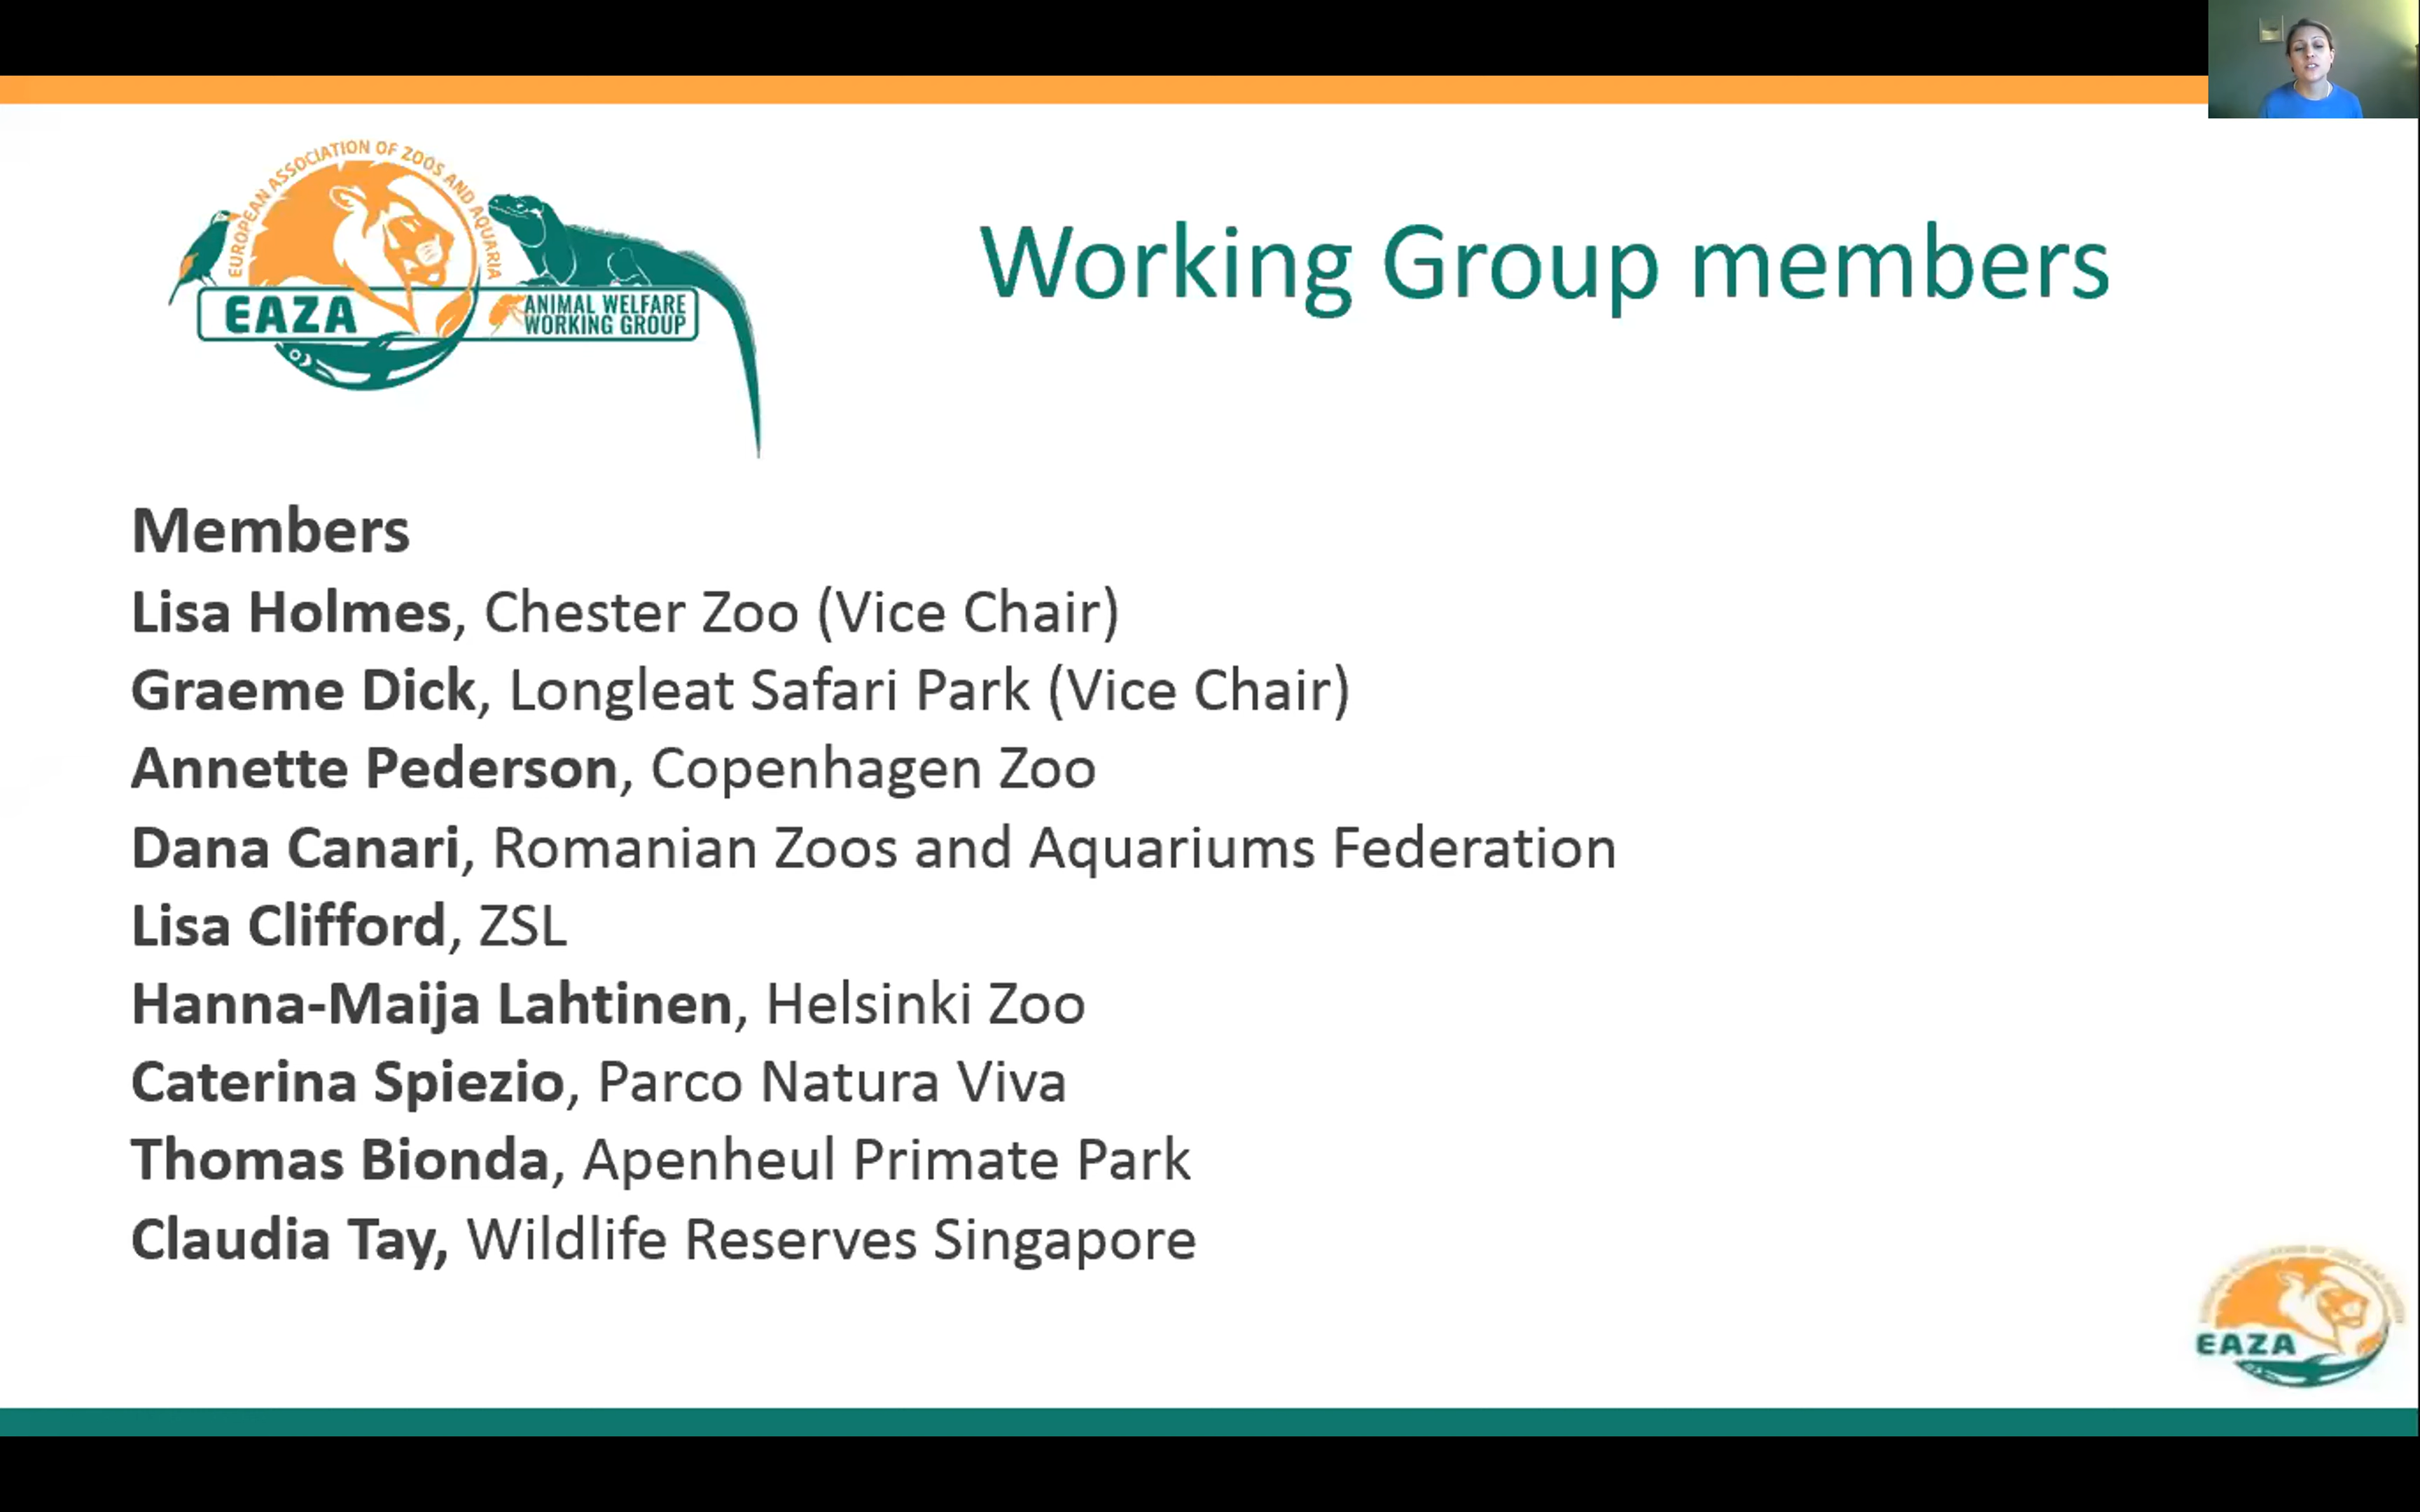 EUROPEAN ASSOCIATION OF ZOOS AND AQUARIA
EAZA
ANIMAL WELFARE
WORKING GROUP
Working Group members
Members
Lisa Holmes, Chester Zoo (Vice Chair)
Graeme Dick, Longleat Safari Park (Vice Chair)
Annette Pederson, Copenhagen Zoo
Dana Canari, Romanian Zoos and Aquariums Federation
Lisa Clifford, ZSL
Hanna-Maija Lahtinen, Helsinki Zoo
Caterina Spiezio, Parco Natura Viva
Thomas Bionda, Apenheul Primate Park
Claudia Tay, Wildlife Reserves Singapore
EAZA